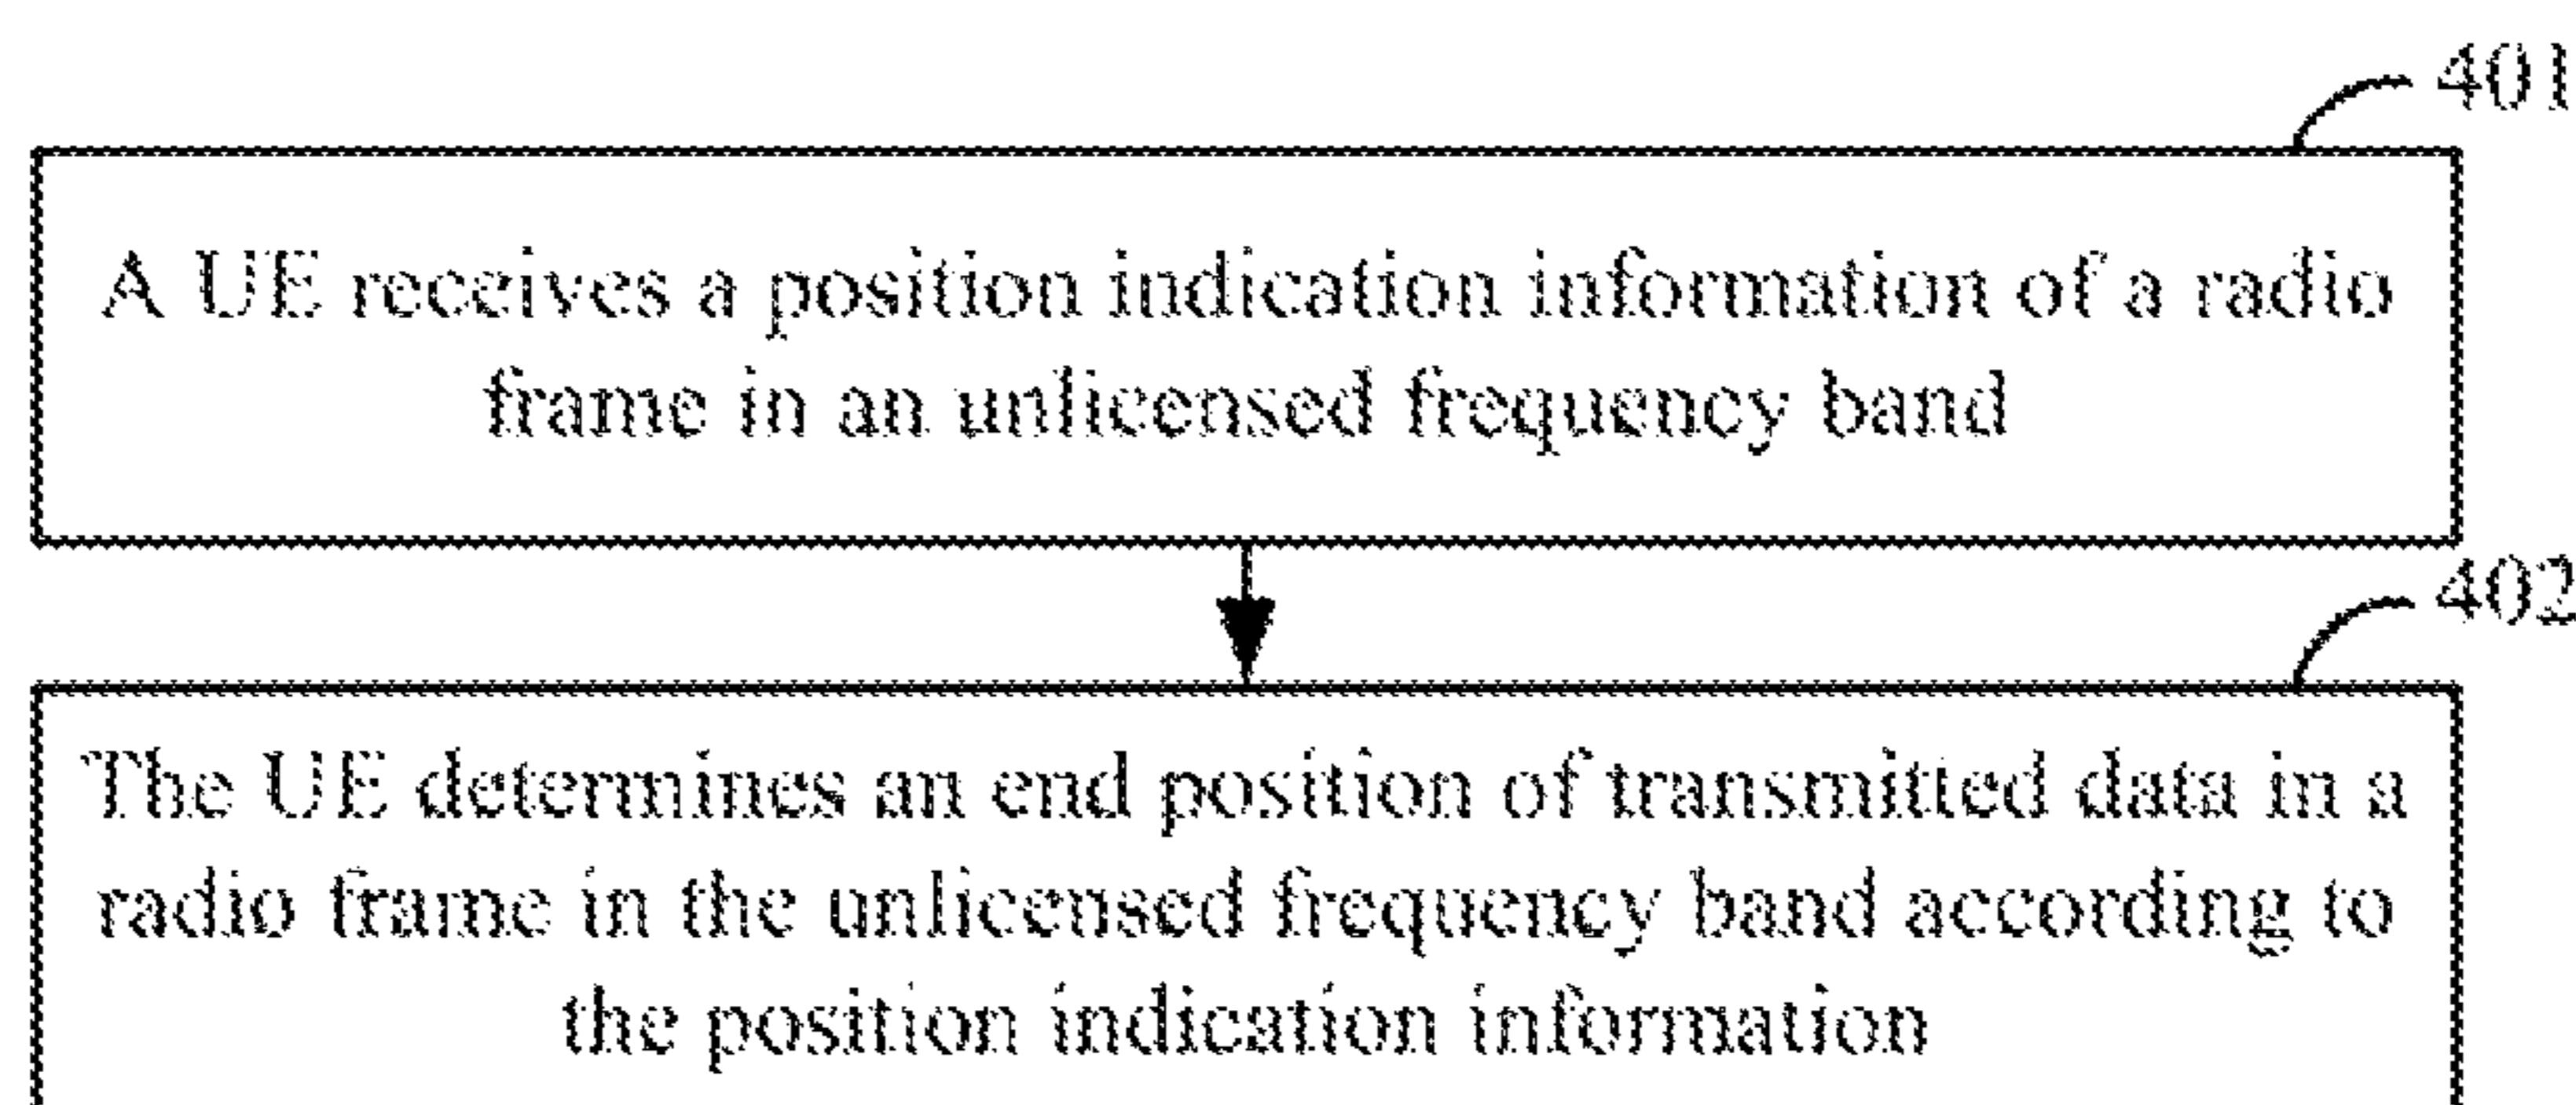 401
A UE receives a position indication information of a radio
frame in an unlicensed frequency band
402
The UE determines an end position of transmitted data in a
radio frame in the unlicensed frequency band according to
the position indication information